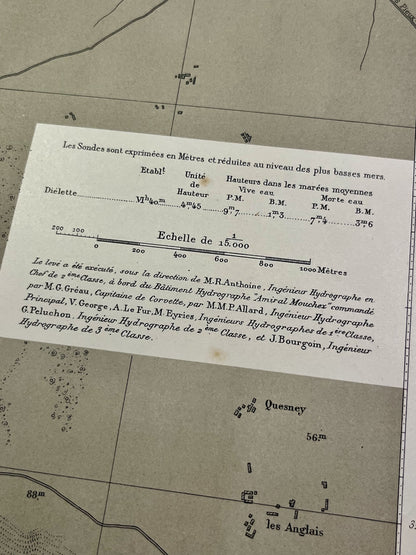 Les Sondes sont exprimées en Mètres et réduites au niveau des plus basses mers.
Etablt. Unité de Hauteur Hauteurs dans les marées moyennes
Vive eau Morte eau
P.M. B.M. P.M. B.M.
Diélette VIh40m 4m45 9m7 1m3 7m4 3m6
Echelle de 1/15.000
200 100 0 200 400 600 800 1000 Mètres
Le levé a été exécuté, sous la direction de M.R.Anthoine, Ingénieur Hydrographe en
Chef de 2ème Classe, à bord du Bâtiment Hydrographe "Amiral Mouchez" commandé
par M.G.Gréau, Capitaine de Corvette, par M.M.P.Allard, Ingénieur Hydrographe
Principal, V.George, A.Le Fur, M.Eyries, Ingénieurs Hydrographes de 1ère Classe,
G.Peluchon, Ingénieur Hydrographe de 2ème Classe, et J.Bourgoin, Ingénieur
Hydrographe de 3ème Classe.
Quesney
56.m
88.m
les Anglais